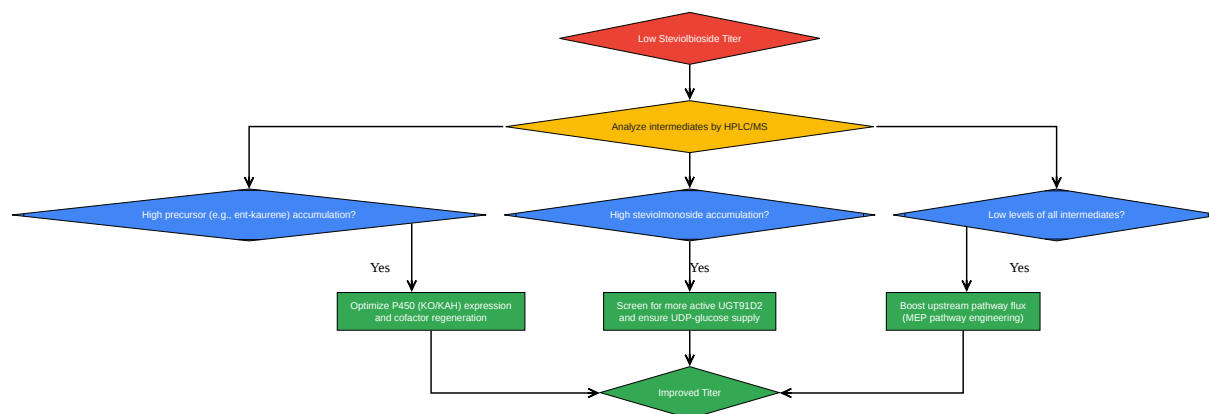 Low Steviolbioside Titer
Analyze intermediates by HPLC/MS
High precursor (e.g., ent-kaurene) accumulation?
High steviolmonoside accumulation?
Low levels of all intermediates?
Yes
Yes
Yes
Optimize P450 (KO/KAH) expression
and cofactor regeneration
Screen for more active UGT91D2
and ensure UDP-glucose supply
Boost upstream pathway flux
(MEP pathway engineering)
Improved Titer